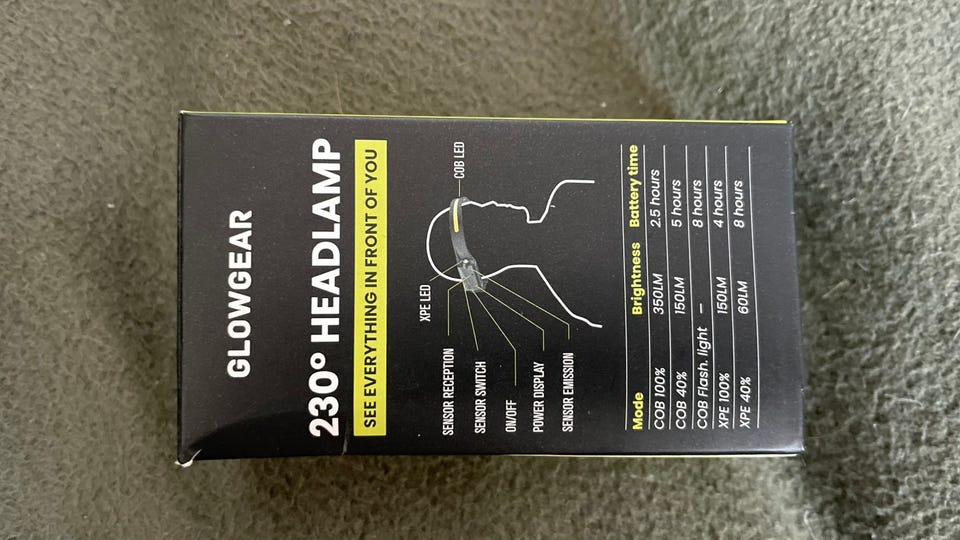 GLOWGEAR
230° HEADLAMP
SEE EVERYTHING IN FRONT OF YOU
COB LED
XPE LED
SENSOR RECEPTION
SENSOR SWITCH
ON/OFF
POWER DISPLAY
SENSOR EMISSION
Mode Brightness Battery time
COB 100% 350LM 2.5 hours
COB 40% 150LM 5 hours
COB Flash. light — 8 hours
XPE 100% 150LM 4 hours
XPE 40% 60LM 8 hours